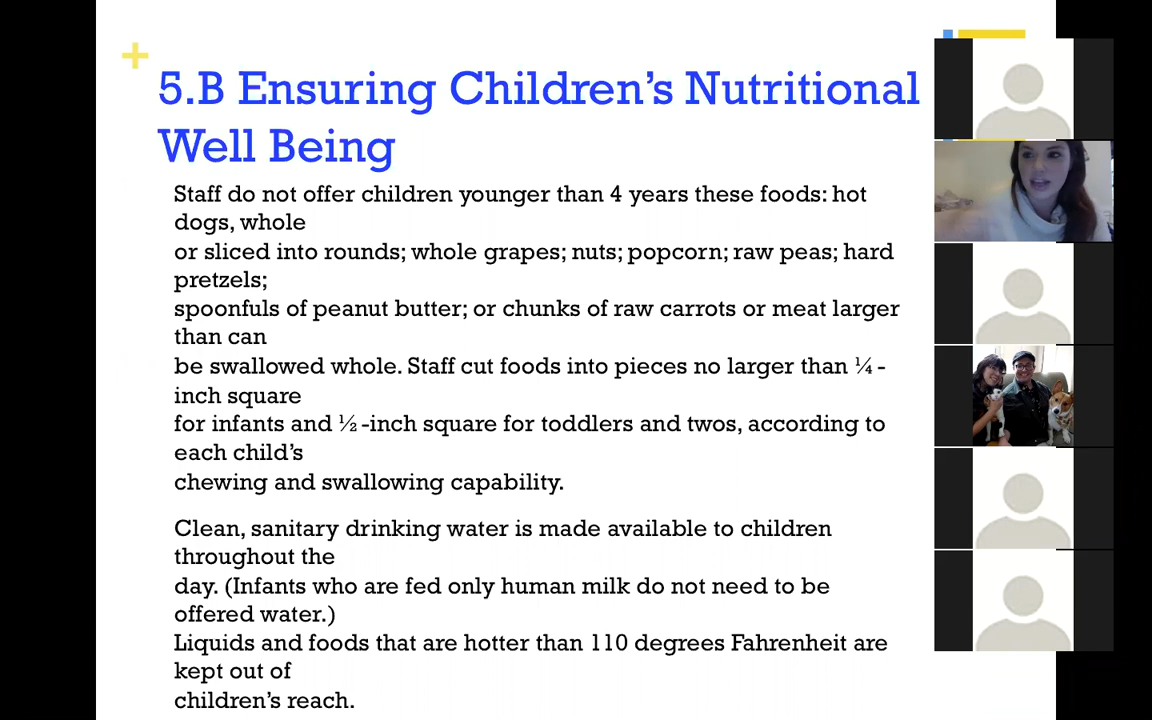 5.B Ensuring Children’s Nutritional
Well Being
Staff do not offer children younger than 4 years these foods: hot
dogs, whole
or sliced into rounds; whole grapes; nuts; popcorn; raw peas; hard
pretzels;
spoonfuls of peanut butter; or chunks of raw carrots or meat larger
than can
be swallowed whole. Staff cut foods into pieces no larger than ¼ -
inch square
for infants and ½ -inch square for toddlers and twos, according to
each child’s
chewing and swallowing capability.
Clean, sanitary drinking water is made available to children
throughout the
day. (Infants who are fed only human milk do not need to be
offered water.)
Liquids and foods that are hotter than 110 degrees Fahrenheit are
kept out of
children’s reach.